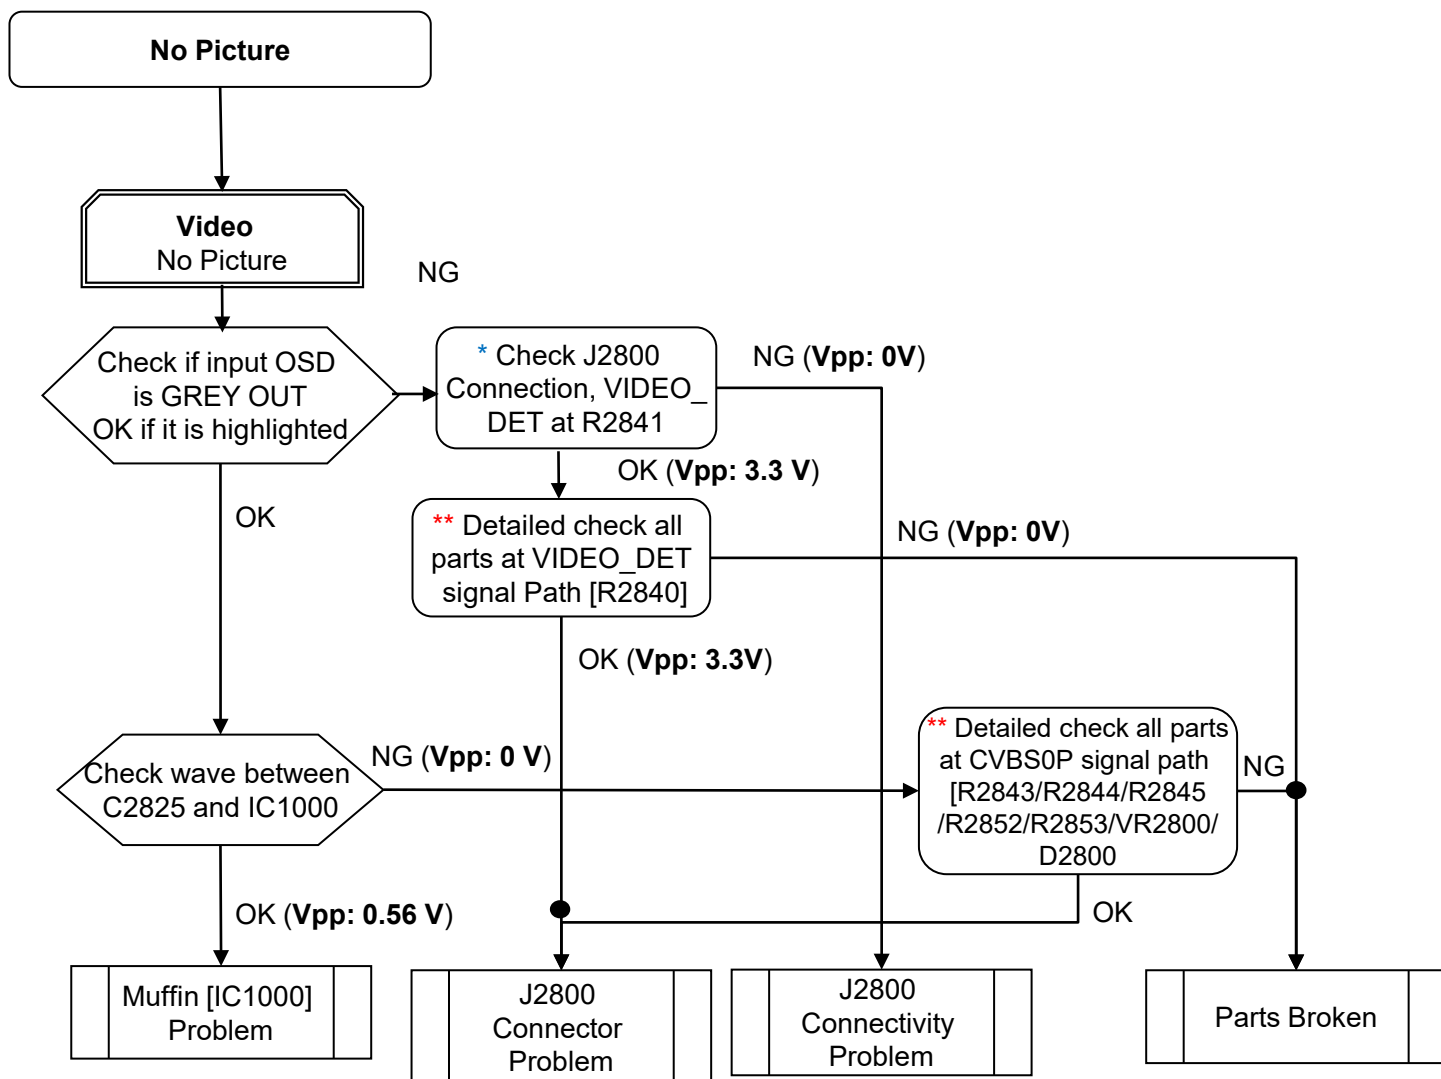 No Picture
Video
No Picture
NG
Check if input OSD
is GREY OUT
OK if it is highlighted
* Check J2800
Connection, VIDEO_
DET at R2841
NG (Vpp: 0V)
OK (Vpp: 3.3 V)
OK
** Detailed check all
parts at VIDEO_DET
signal Path [R2840]
NG (Vpp: 0V)
OK (Vpp: 3.3V)
Check wave between
C2825 and IC1000
NG (Vpp: 0 V)
** Detailed check all parts
at CVBS0P signal path
[R2843/R2844/R2845
/R2852/R2853/VR2800/
D2800
NG
OK (Vpp: 0.56 V)
OK
Muffin [IC1000]
Problem
J2800
Connector
Problem
J2800
Connectivity
Problem
Parts Broken